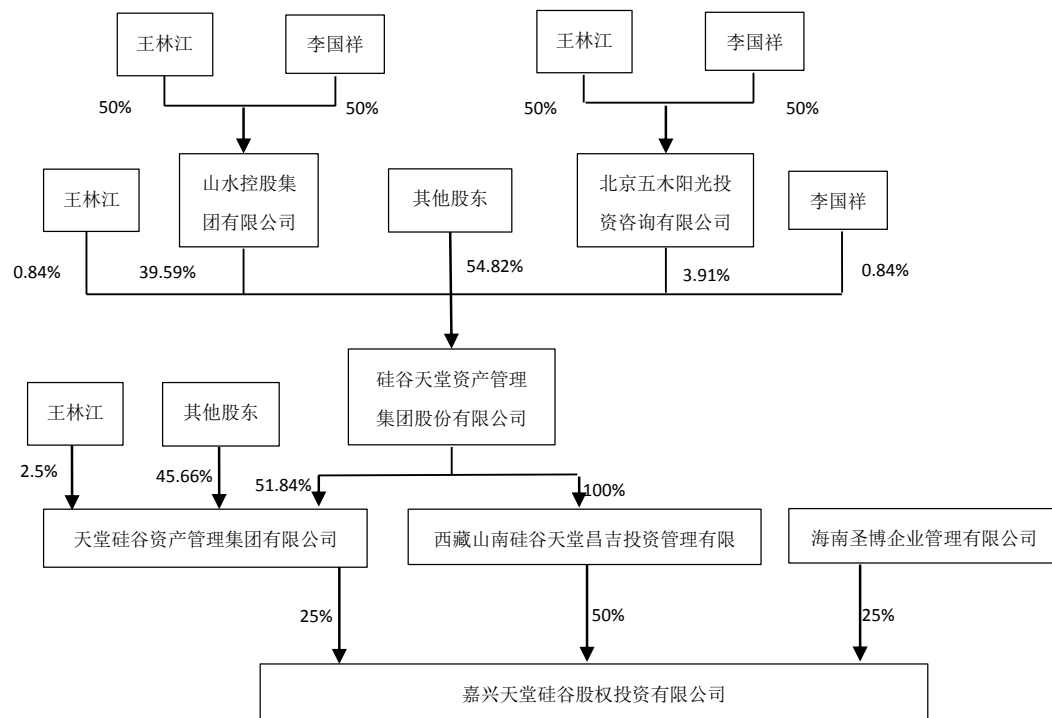 王林江
李国祥
王林江
李国祥
50%
50%
50%
50%
王林江
山水控股集
团有限公司
其他股东
北京五木阳光投
资咨询有限公司
李国祥
0.84%
39.59%
54.82%
3.91%
0.84%
硅谷天堂资产管理
集团股份有限公司
王林江
其他股东
2.5%
45.66%
51.84%
100%
天堂硅谷资产管理集团有限公司
西藏山南硅谷天堂昌吉投资管理有限
海南圣博企业管理有限公司
25%
50%
25%
嘉兴天堂硅谷股权投资有限公司